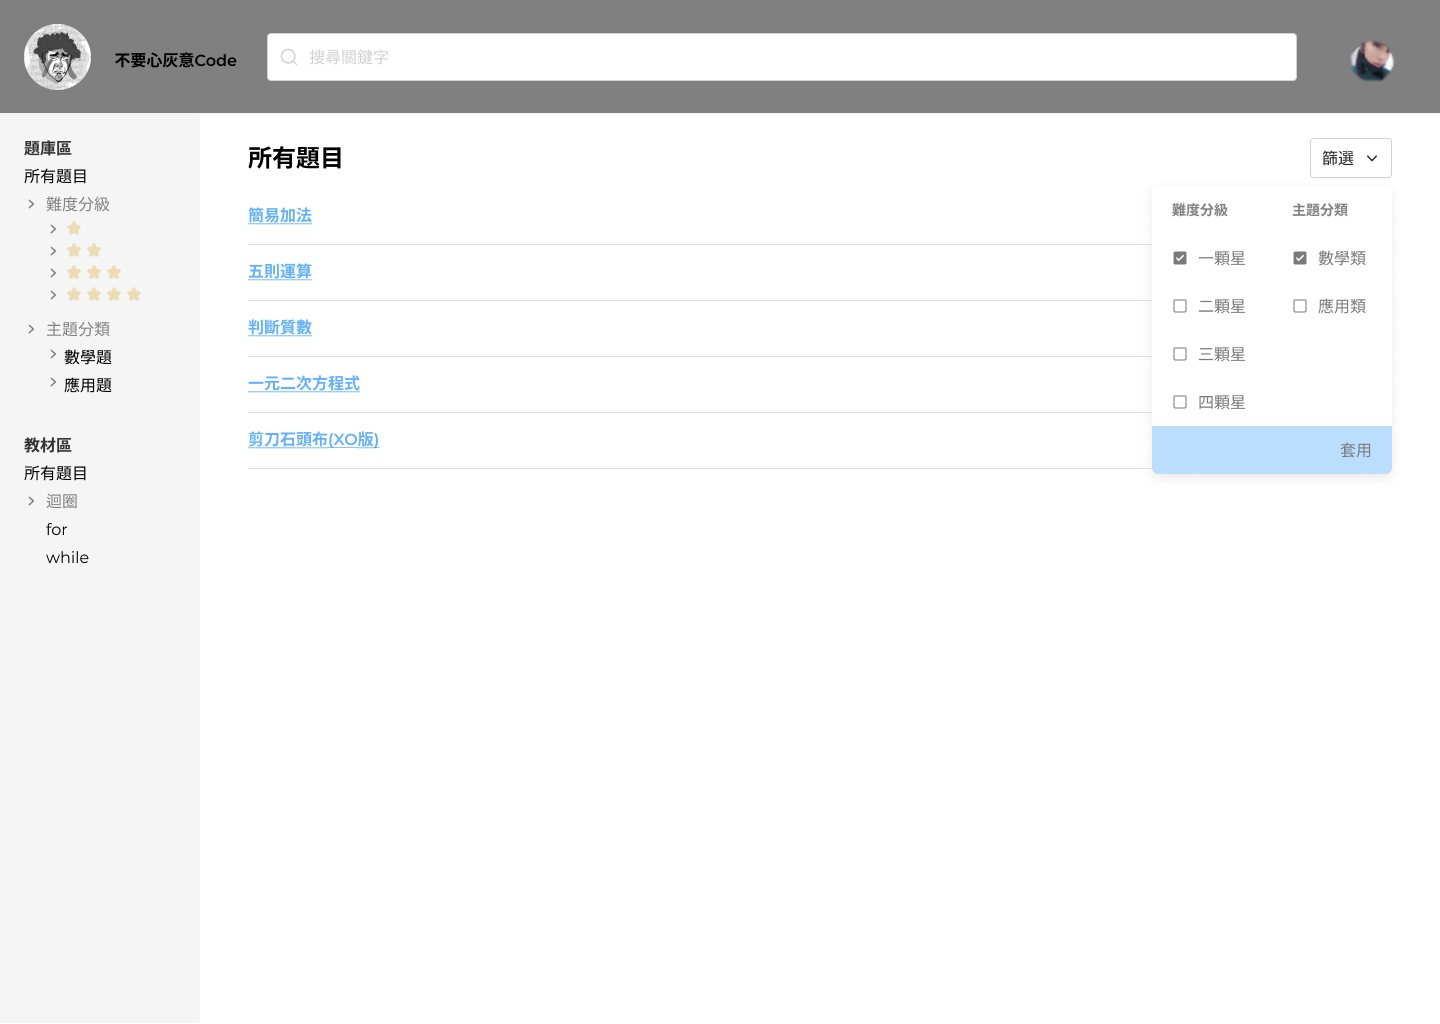 不要心灰意Code
搜尋關鍵字
題庫區
所有題目
難度分級
主題分類
數學題
應用題
教材區
所有題目
迴圈
for
while
所有題目
篩選
簡易加法
五則運算
判斷質數
一元二次方程式
剪刀石頭布(XO版)
難度分級
一顆星
二顆星
三顆星
四顆星
主題分類
數學類
應用類
套用